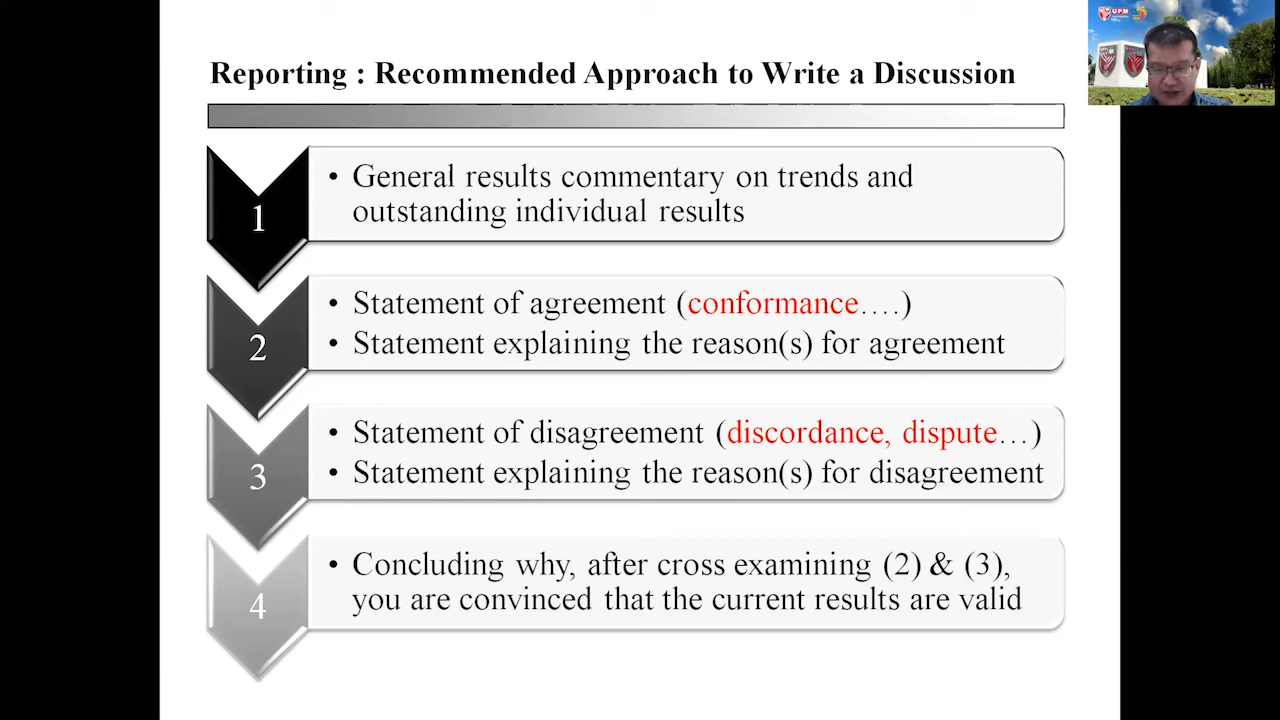 UPM
Reporting : Recommended Approach to Write a Discussion
1
• General results commentary on trends and
outstanding individual results
2
• Statement of agreement (conformance….)
• Statement explaining the reason(s) for agreement
3
• Statement of disagreement (discordance, dispute…)
• Statement explaining the reason(s) for disagreement
4
• Concluding why, after cross examining (2) & (3),
you are convinced that the current results are valid